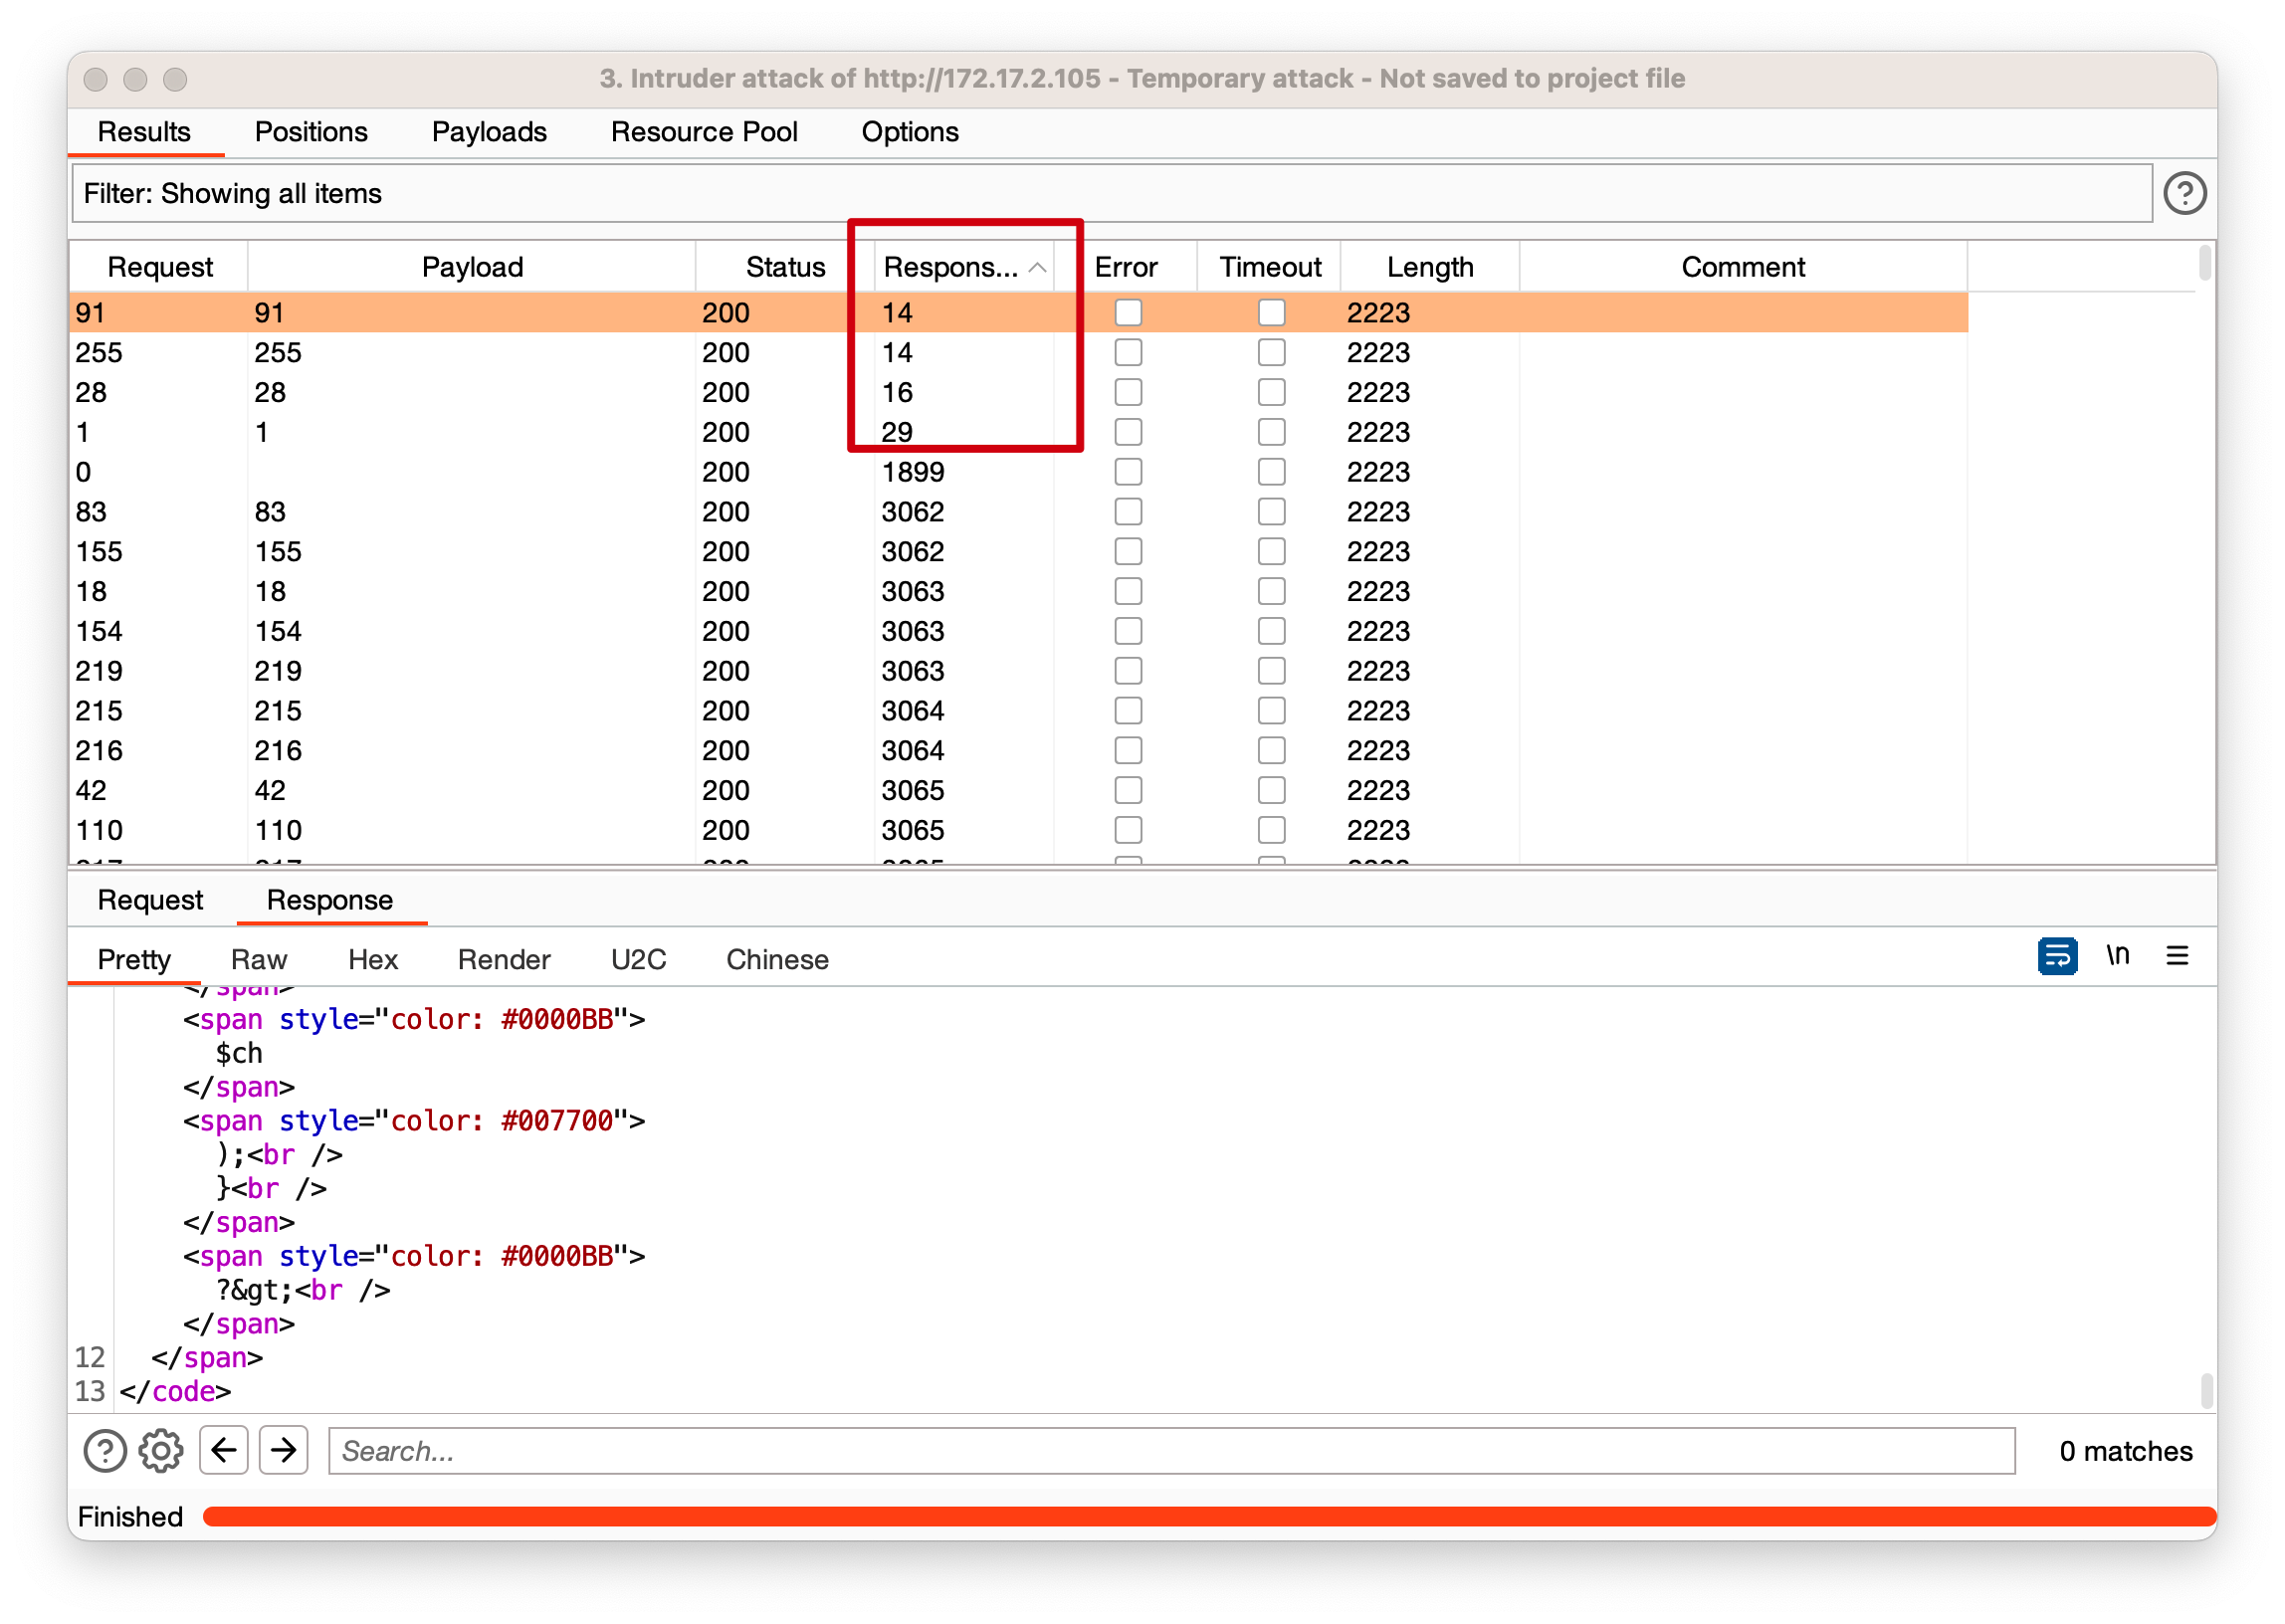 3. Intruder attack of http://172.17.2.105 - Temporary attack - Not saved to project file
Results Positions Payloads Resource Pool Options
Filter: Showing all items
Request Payload Status Respons... Error Timeout Length Comment
91 91 200 14 2223
255 255 200 14 2223
28 28 200 16 2223
1 1 200 29 2223
0 200 1899 2223
83 83 200 3062 2223
155 155 200 3062 2223
18 18 200 3063 2223
154 154 200 3063 2223
219 219 200 3063 2223
215 215 200 3064 2223
216 216 200 3064 2223
42 42 200 3065 2223
110 110 200 3065 2223
Request Response
Pretty Raw Hex Render U2C Chinese \n
</span>
<span style="color: #0000BB">
$ch
</span>
<span style="color: #007700">
);<br />
}<br />
</span>
<span style="color: #0000BB">
?&gt;<br />
</span>
12 </span>
13 </code>
Search... 0 matches
Finished